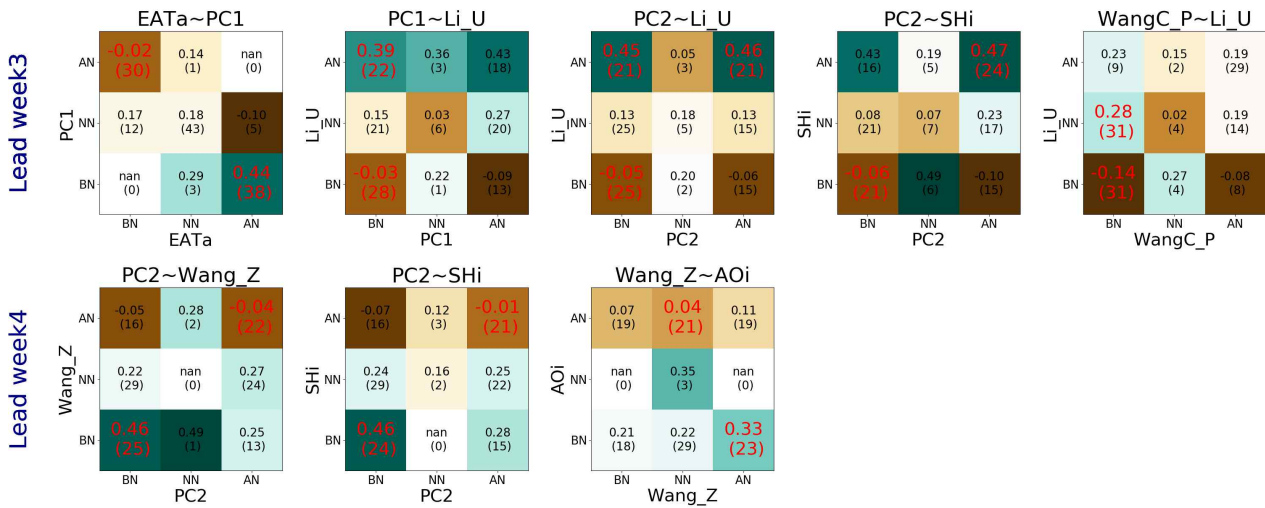 Lead week3
EATa~PC1
PC1
AN
NN
BN
-0.02
(30)
0.14
(1)
nan
(0)
0.17
(12)
0.18
(43)
-0.10
(5)
nan
(0)
0.29
(3)
0.44
(38)
BN NN AN
EATa
PC1~Li_U
Li_U
AN
NN
BN
0.39
(22)
0.36
(3)
0.43
(18)
0.15
(21)
0.03
(6)
0.27
(20)
-0.03
(28)
0.22
(1)
-0.09
(13)
BN NN AN
PC1
PC2~Li_U
Li_U
AN
NN
BN
0.45
(21)
0.05
(3)
0.46
(21)
0.13
(25)
0.18
(5)
0.13
(15)
-0.05
(25)
0.20
(2)
-0.06
(15)
BN NN AN
PC2
PC2~SHi
SHi
AN
NN
BN
0.43
(16)
0.19
(5)
0.47
(24)
0.08
(21)
0.07
(7)
0.23
(17)
-0.06
(21)
0.49
(6)
-0.10
(15)
BN NN AN
PC2
WangC_P~Li_U
Li_U
AN
NN
BN
0.23
(9)
0.15
(2)
0.19
(29)
0.28
(31)
0.02
(4)
0.19
(14)
-0.14
(31)
0.27
(4)
-0.08
(8)
BN NN AN
WangC_P
Lead week4
PC2~Wang_Z
Wang_Z
AN
NN
BN
-0.05
(16)
0.28
(2)
-0.04
(22)
0.22
(29)
nan
(0)
0.27
(24)
0.46
(25)
0.49
(1)
0.25
(13)
BN NN AN
PC2
PC2~SHi
SHi
AN
NN
BN
-0.07
(16)
0.12
(3)
-0.01
(21)
0.24
(29)
0.16
(2)
0.25
(22)
0.46
(24)
nan
(0)
0.28
(15)
BN NN AN
PC2
Wang_Z~AOi
AOi
AN
NN
BN
0.07
(19)
0.04
(21)
0.11
(19)
nan
(0)
0.35
(3)
nan
(0)
0.21
(18)
0.22
(29)
0.33
(23)
BN NN AN
Wang_Z